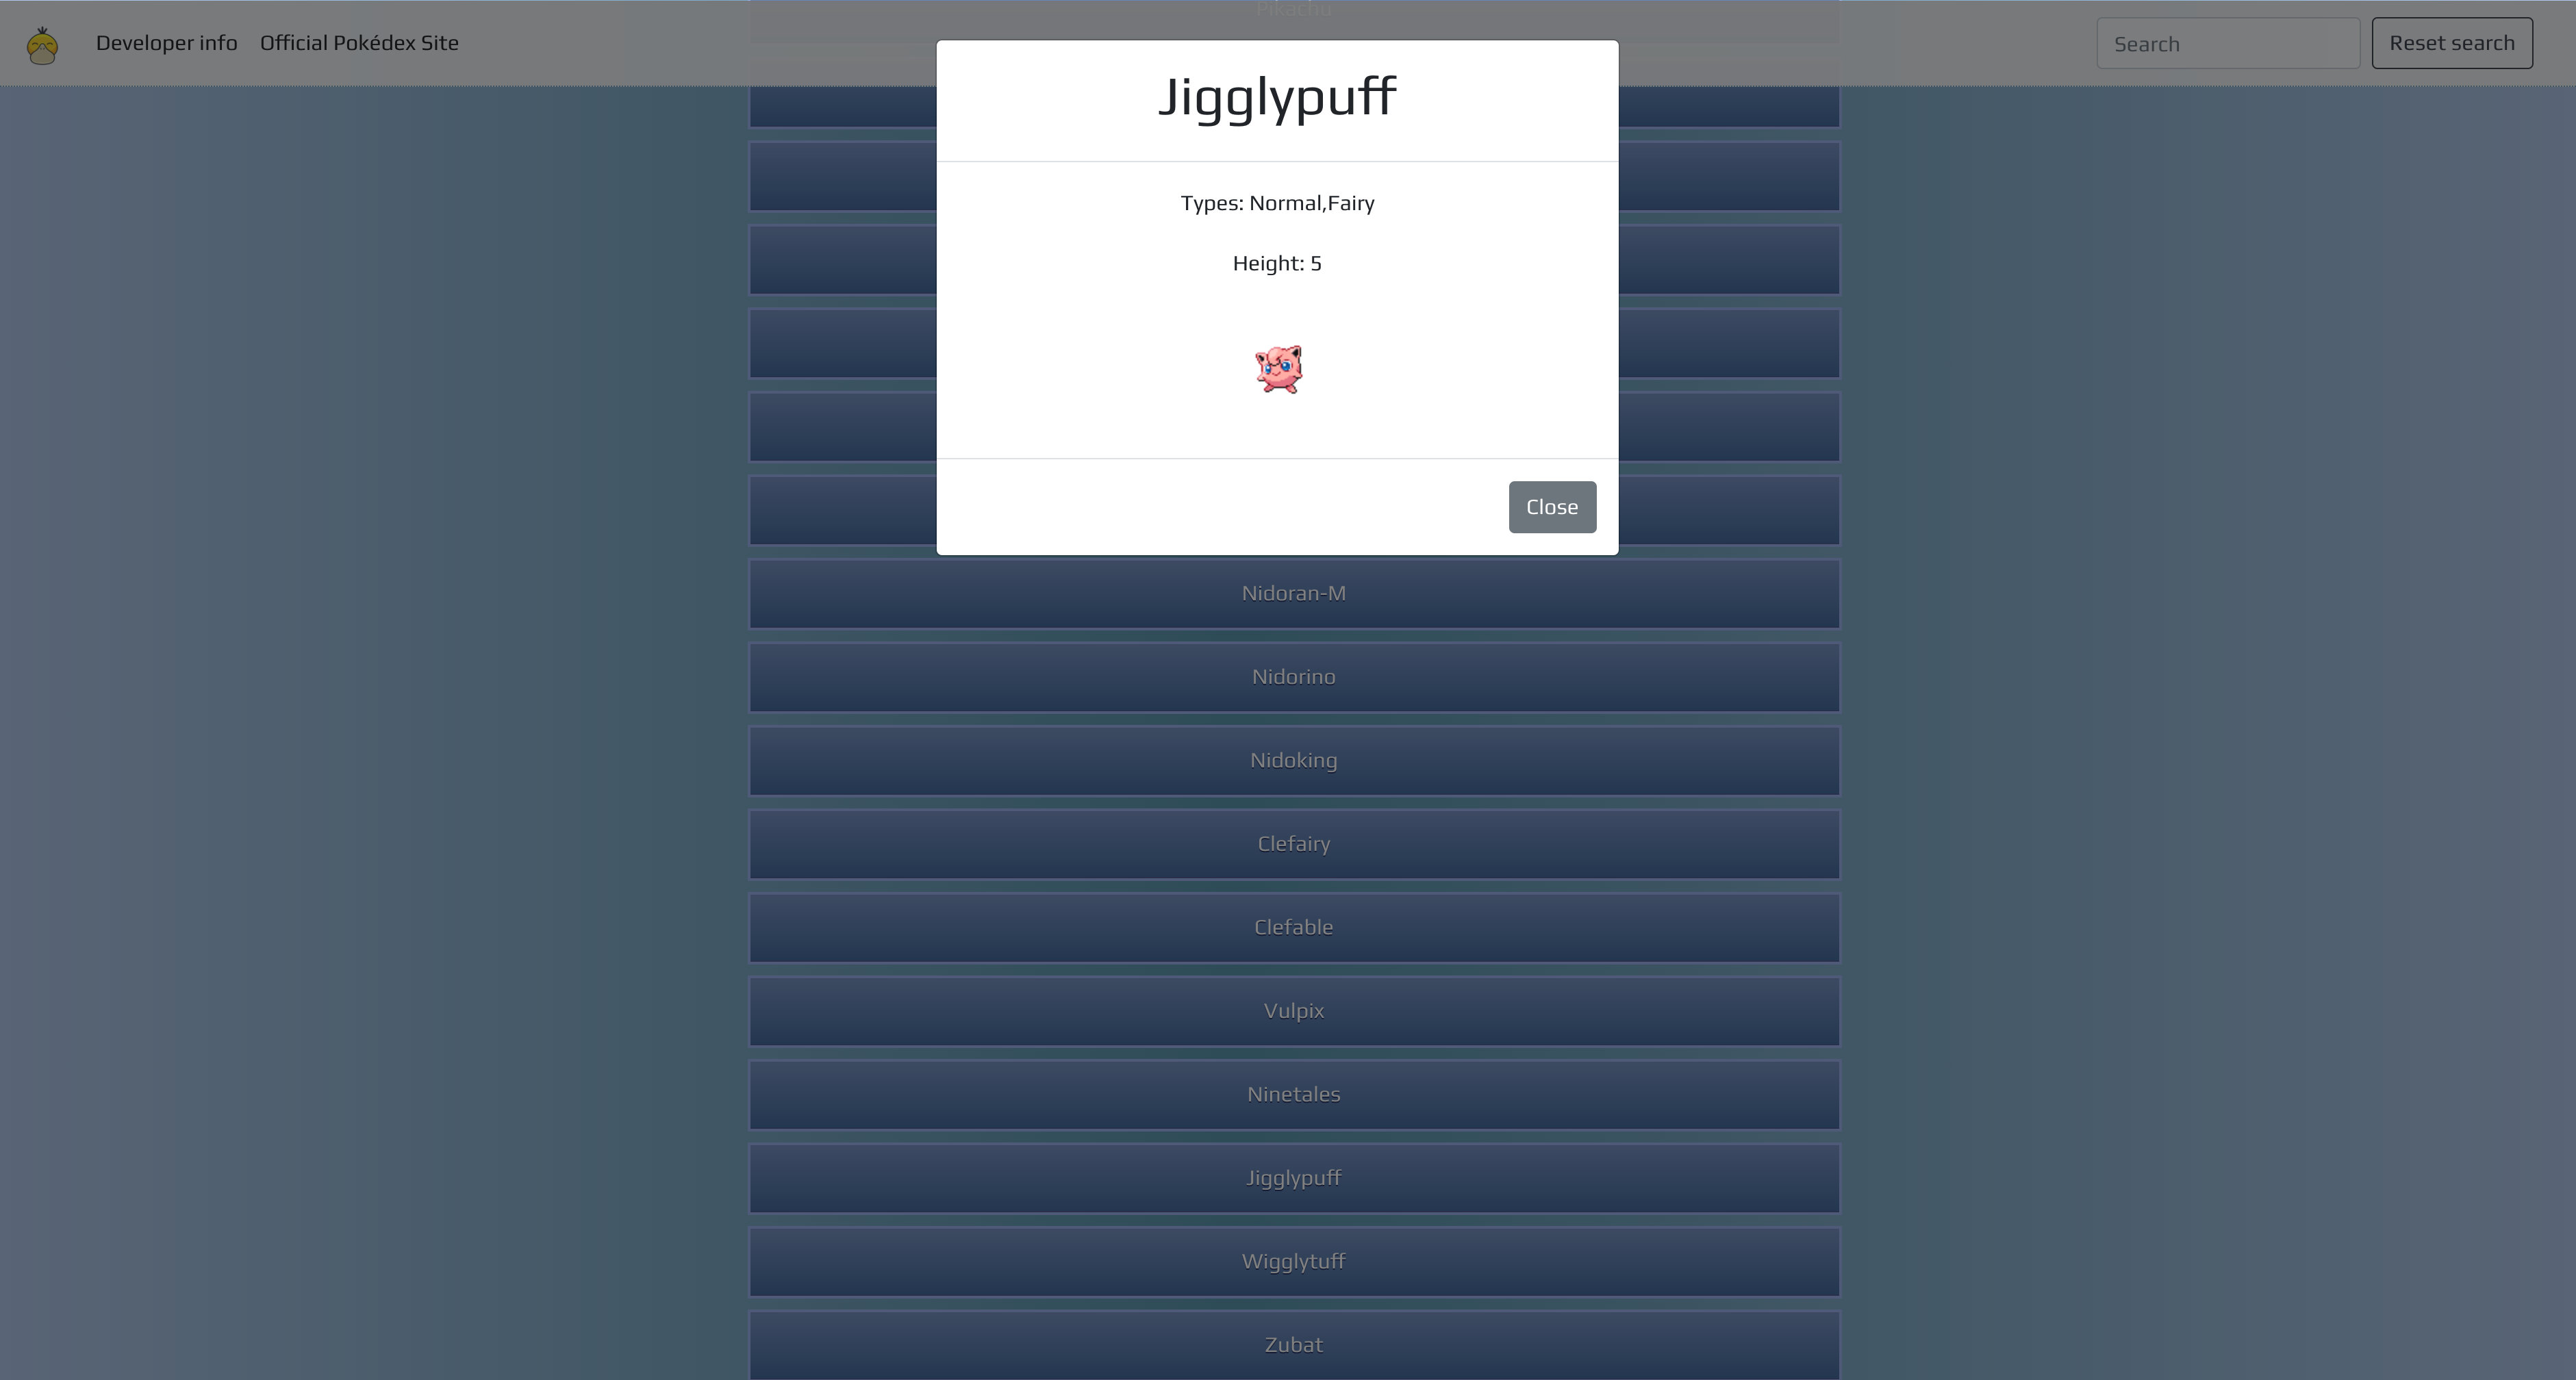 Pikachu
Developer info
Official Pokédex Site
Search
Reset search
Jigglypuff
Types: Normal,Fairy
Height: 5
Close
Nidoran-M
Nidorino
Nidoking
Clefairy
Clefable
Vulpix
Ninetales
Jigglypuff
Wigglytuff
Zubat